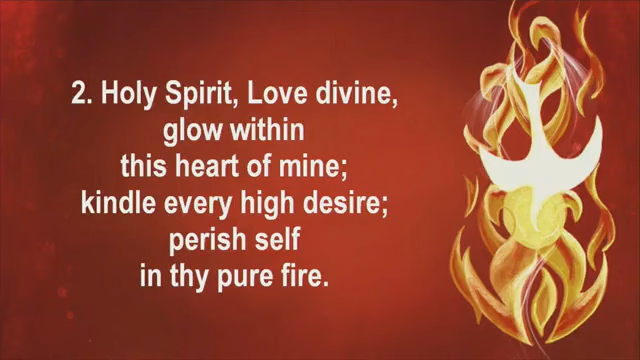 2. Holy Spirit, Love divine,
glow within
this heart of mine;
kindle every high desire;
perish self
in thy pure fire.